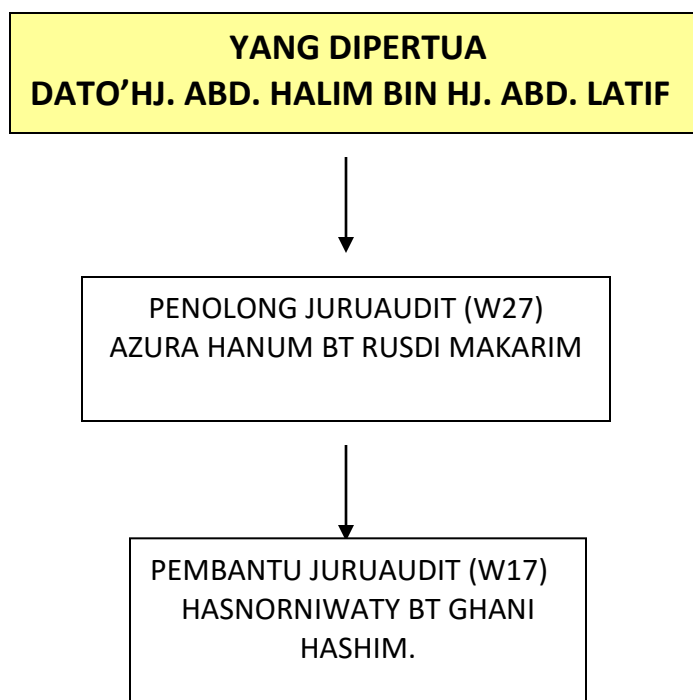 YANG DIPERTUA
DATO'HJ. ABD. HALIM BIN HJ. ABD. LATIF
PENOLONG JURUAUDIT (W27)
AZURA HANUM BT RUSDI MAKARIM
PEMBANTU JURUAUDIT (W17)
HASNORNIWATY BT GHANI
HASHIM.